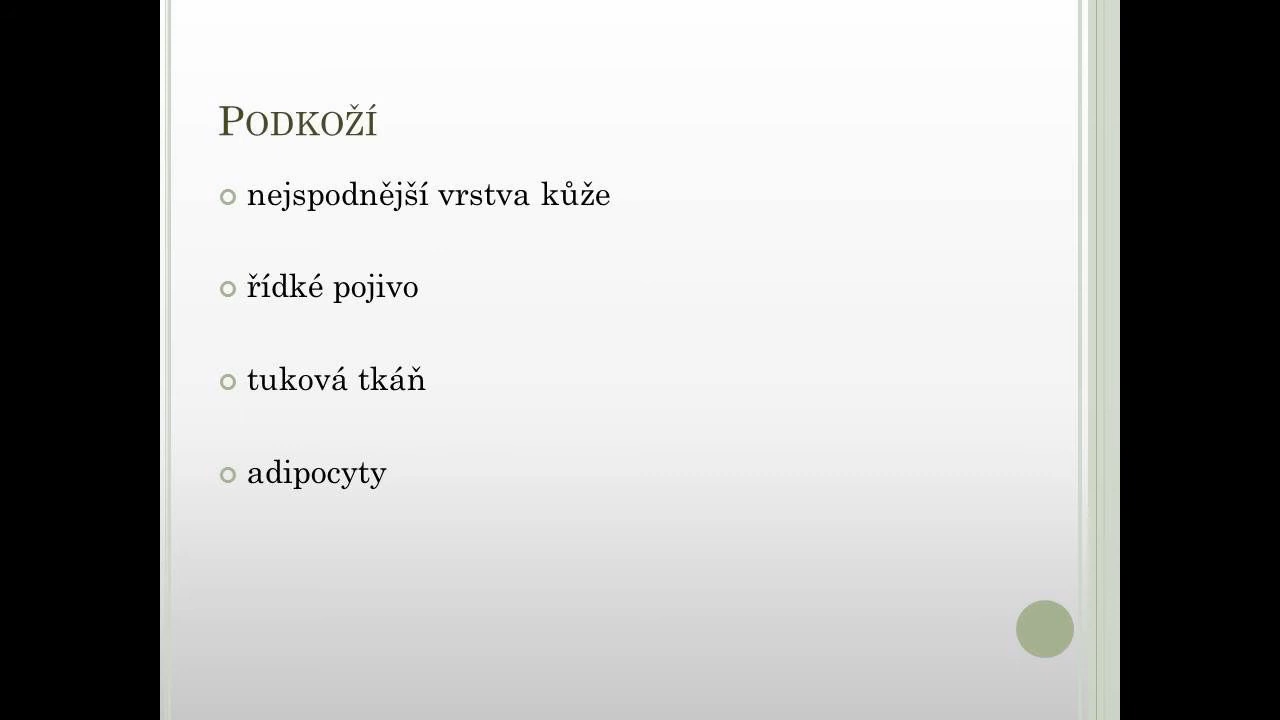 Podkoží
nejspodnější vrstva kůže
řídké pojivo
tuková tkáň
adipocyty